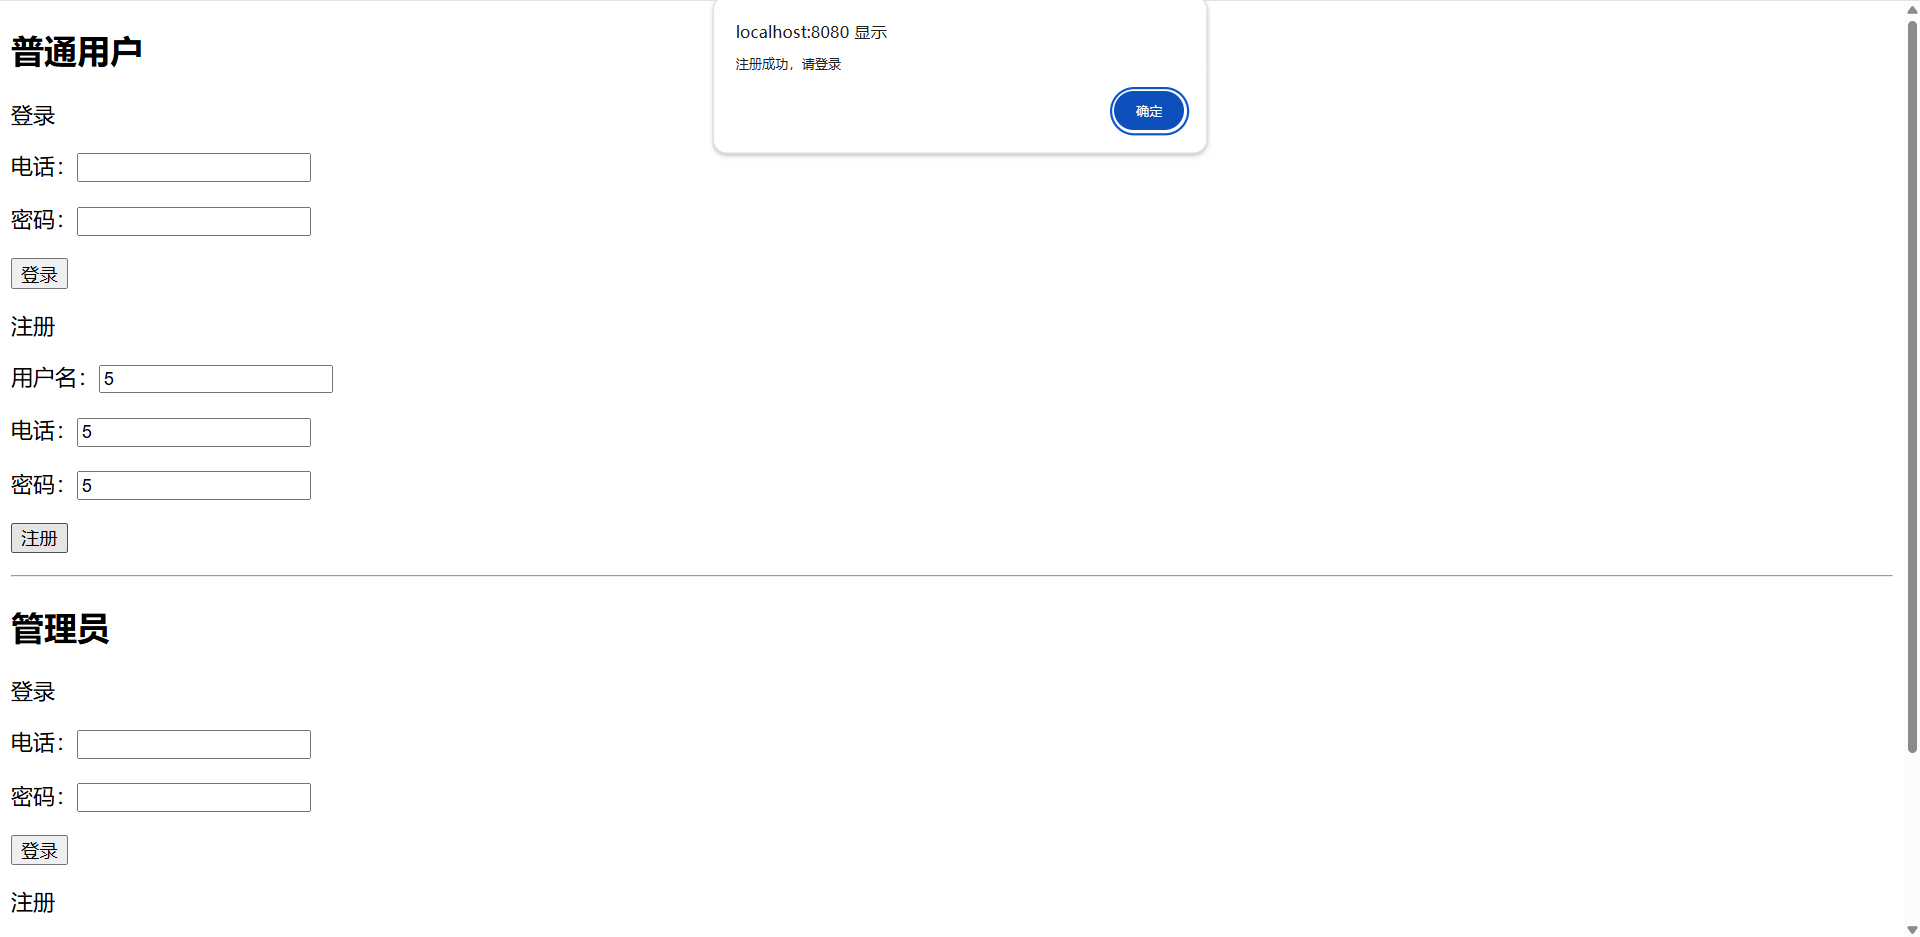 localhost:8080 显示
注册成功，请登录
确定
普通用户
登录
电话：
密码：
登录
注册
用户名：5
电话：5
密码：5
注册
管理员
登录
电话：
密码：
登录
注册